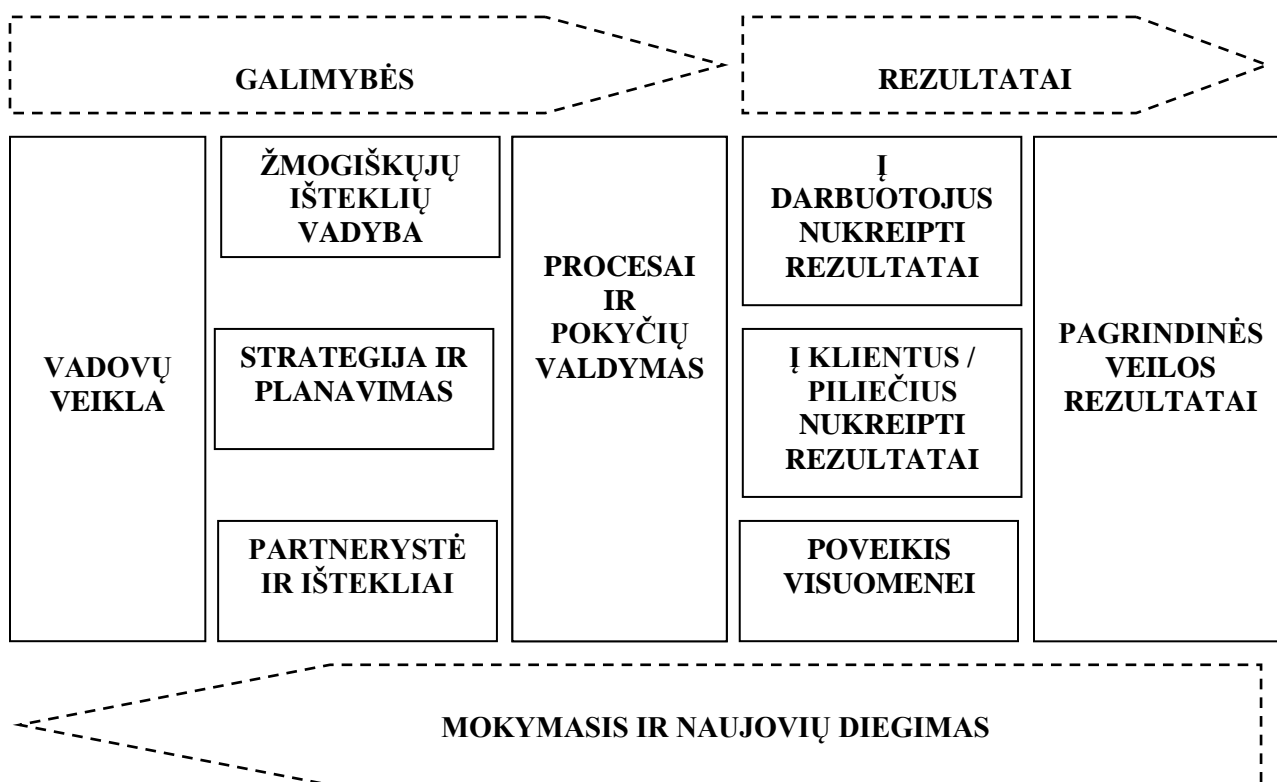 GALIMYBĖS
REZULTATAI
VADOVŲ
VEIKLA
ŽMOGIŠKŲJŲ
IŠTEKLIŲ
VADYBA
STRATEGIJA IR
PLANAVIMAS
PARTNERYSTĖ
IR IŠTEKLIAI
PROCESAI
IR
POKYČIŲ
VALDYMAS
Į
DARBUOTOJUS
NUKREIPTI
REZULTATAI
Į KLIENTUS /
PILIEČIUS
NUKREIPTI
REZULTATAI
POVEIKIS
VISUOMENEI
PAGRINDINĖS
VEILOS
REZULTATAI
MOKYMASIS IR NAUJOVIŲ DIEGIMAS